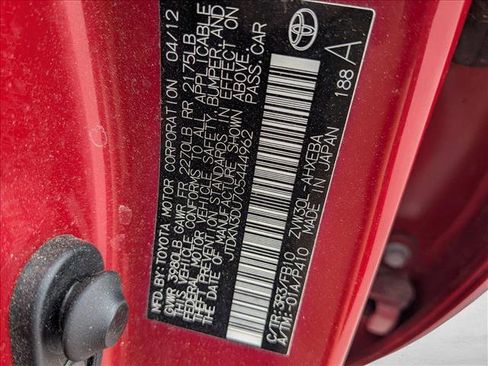 MFD. BY: TOYOTA MOTOR CORPORATION 04/12
GVWR 3980LB GAWR FR 2270LB RR 2175LB
THIS VEHICLE CONFORMS TO ALL APPLICABLE
FEDERAL MOTOR VEHICLE SAFETY, BUMPER, AND
THEFT PREVENTION STANDARDS IN EFFECT ON
THE DATE OF MANUFACTURE SHOWN ABOVE.
PASS. CAR
C/TR: 3R3/FB10 ZVW30L-AHXEBA
A/TM: -01A/P410 MADE IN JAPAN
188 A
TOYOTA